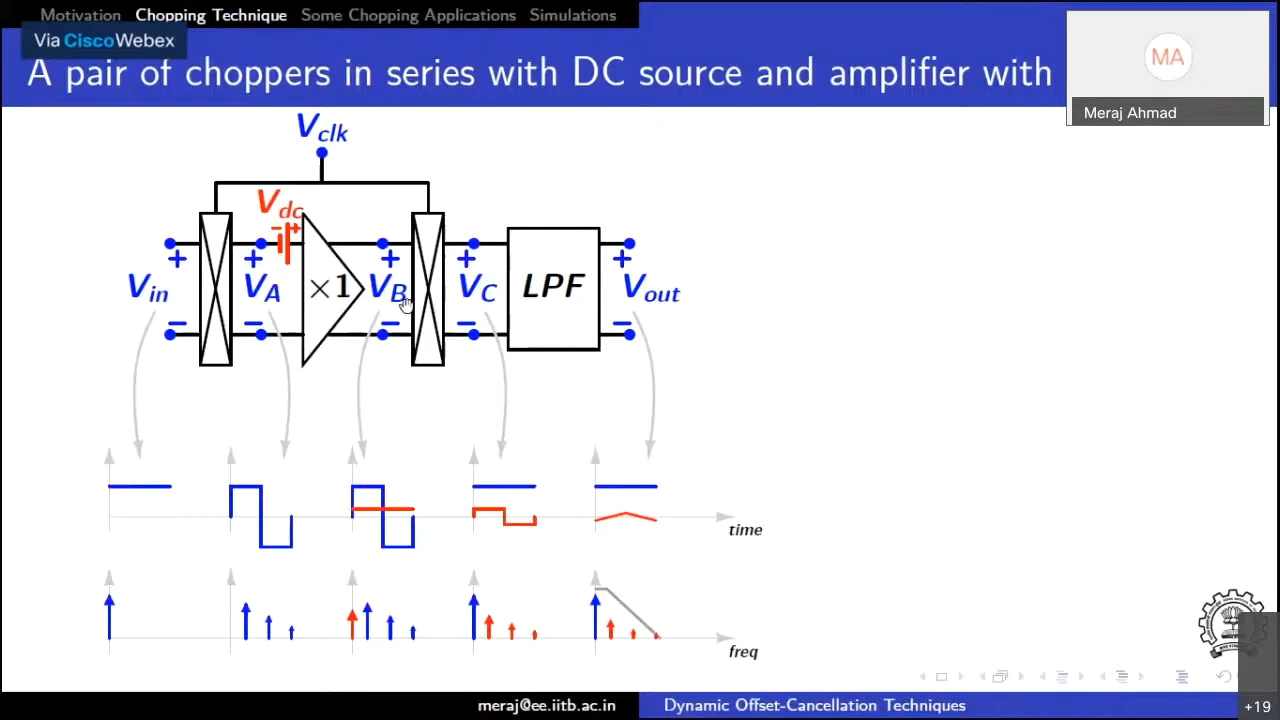 Motivation Chopping Technique Some Chopping Applications Simulations
Via CiscoWebex
A pair of choppers in series with DC source and amplifier with
MA
Meraj Ahmad
Vclk
Vdc
- +
+ + + + +
Vin VA ×1 VB VC LPF Vout
- - - - -
time
freq
meraj@ee.iitb.ac.in Dynamic Offset-Cancellation Techniques
+19